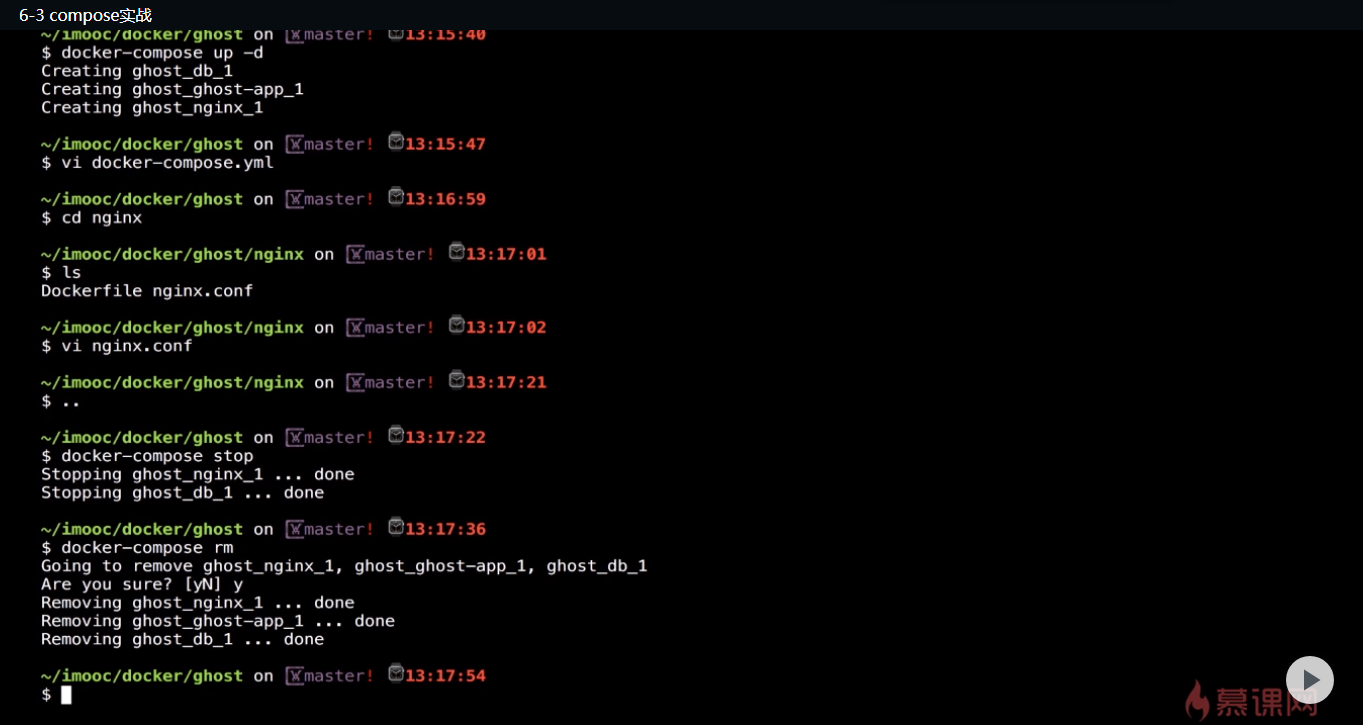 6-3 compose实战
~/imooc/docker/ghost on master! 13:15:40
$ docker-compose up -d
Creating ghost_db_1
Creating ghost_ghost-app_1
Creating ghost_nginx_1
~/imooc/docker/ghost on master! 13:15:47
$ vi docker-compose.yml
~/imooc/docker/ghost on master! 13:16:59
$ cd nginx
~/imooc/docker/ghost/nginx on master! 13:17:01
$ ls
Dockerfile nginx.conf
~/imooc/docker/ghost/nginx on master! 13:17:02
$ vi nginx.conf
~/imooc/docker/ghost/nginx on master! 13:17:21
$ ..
~/imooc/docker/ghost on master! 13:17:22
$ docker-compose stop
Stopping ghost_nginx_1 ... done
Stopping ghost_db_1 ... done
~/imooc/docker/ghost on master! 13:17:36
$ docker-compose rm
Going to remove ghost_nginx_1, ghost_ghost-app_1, ghost_db_1
Are you sure? [yN] y
Removing ghost_nginx_1 ... done
Removing ghost_ghost-app_1 ... done
Removing ghost_db_1 ... done
~/imooc/docker/ghost on master! 13:17:54
$
慕课网